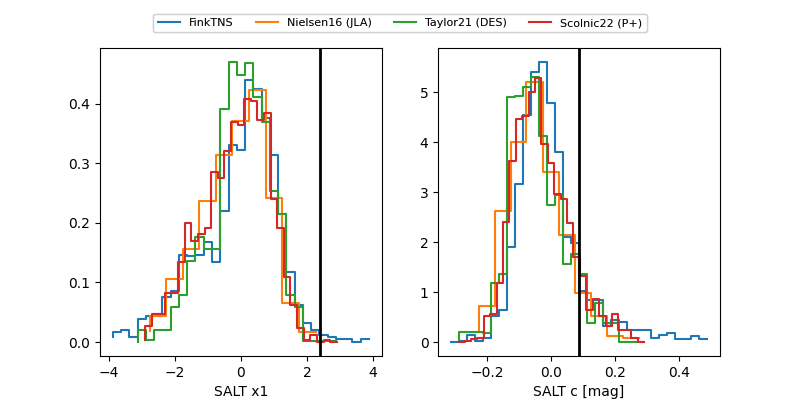 FinkTNS Nielsen16 (JLA) Taylor21 (DES) Scolnic22 (P+)
0.4
0.3
0.2
0.1
0.0
−4 −2 0 2 4
SALT x1
5
4
3
2
1
0
−0.2 0.0 0.2 0.4
SALT c [mag]